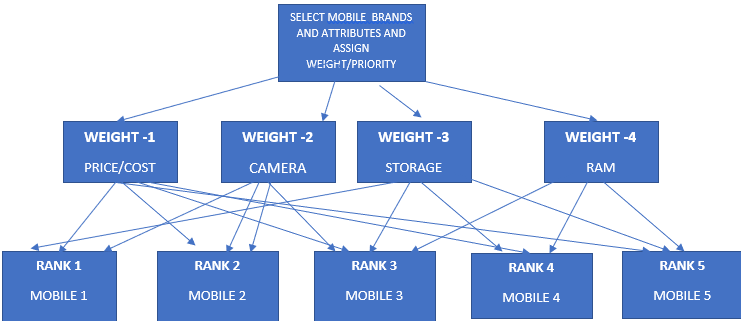 SELECT MOBILE BRANDS
AND ATTRIBUTES AND
ASSIGN
WEIGHT/PRIORITY
WEIGHT -1
PRICE/COST
WEIGHT -2
CAMERA
WEIGHT -3
STORAGE
WEIGHT -4
RAM
RANK 1
MOBILE 1
RANK 2
MOBILE 2
RANK 3
MOBILE 3
RANK 4
MOBILE 4
RANK 5
MOBILE 5